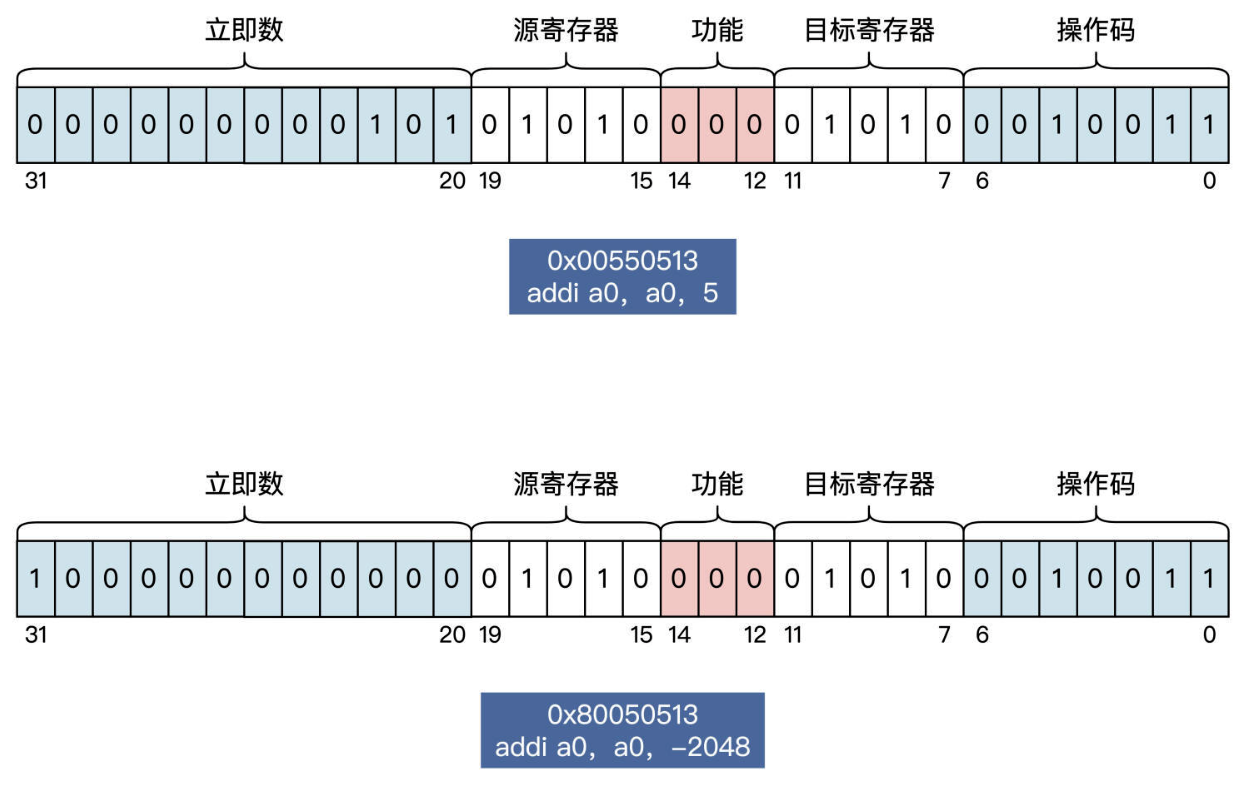 立即数 源寄存器 功能 目标寄存器 操作码
0 0 0 0 0 0 0 0 0 1 0 1 0 1 0 1 0 0 0 0 0 1 0 1 0 0 0 1 0 0 1 1
31 20 19 15 14 12 11 7 6 0
0x00550513
addi a0，a0，5
立即数 源寄存器 功能 目标寄存器 操作码
1 0 0 0 0 0 0 0 0 0 0 0 0 1 0 1 0 0 0 0 0 1 0 1 0 0 0 1 0 0 1 1
31 20 19 15 14 12 11 7 6 0
0x80050513
addi a0，a0，-2048